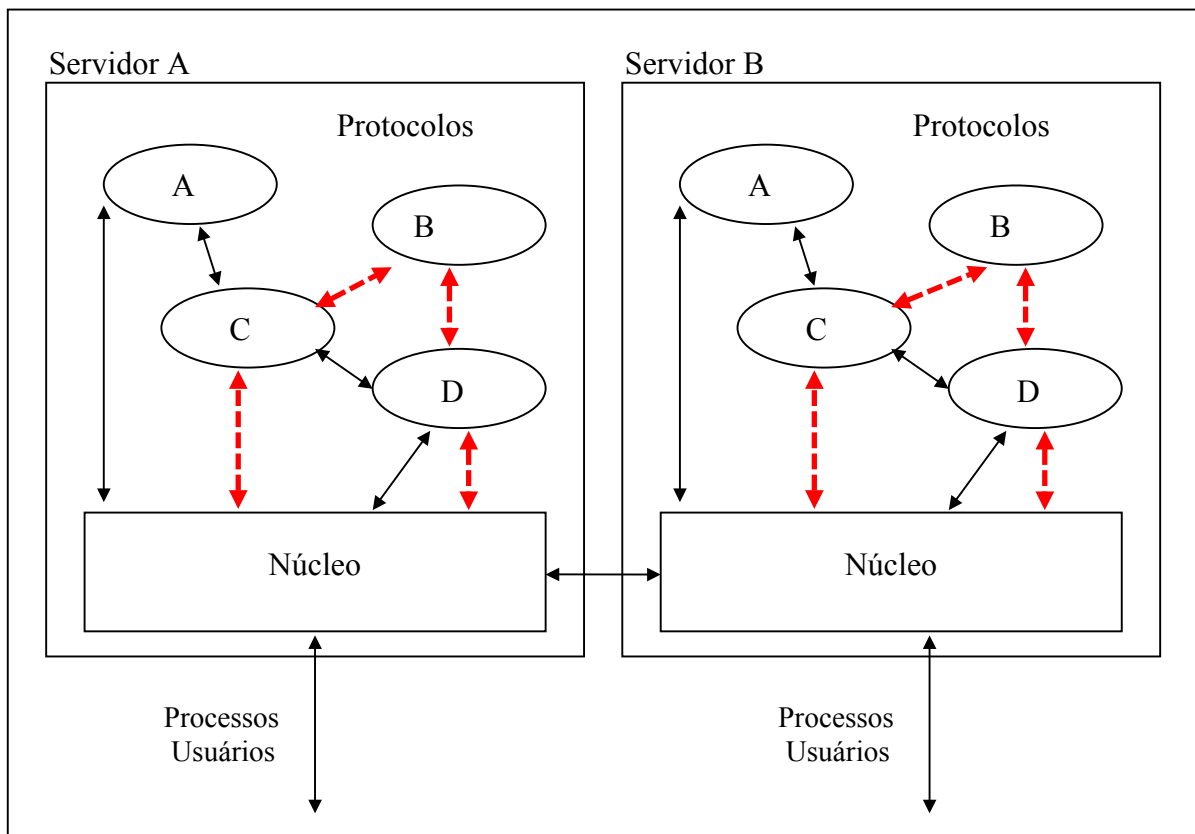 Servidor A
Servidor B
Protocolos
Protocolos
A
B
C
D
A
B
C
D
Núcleo
Núcleo
Processos
Usuários
Processos
Usuários